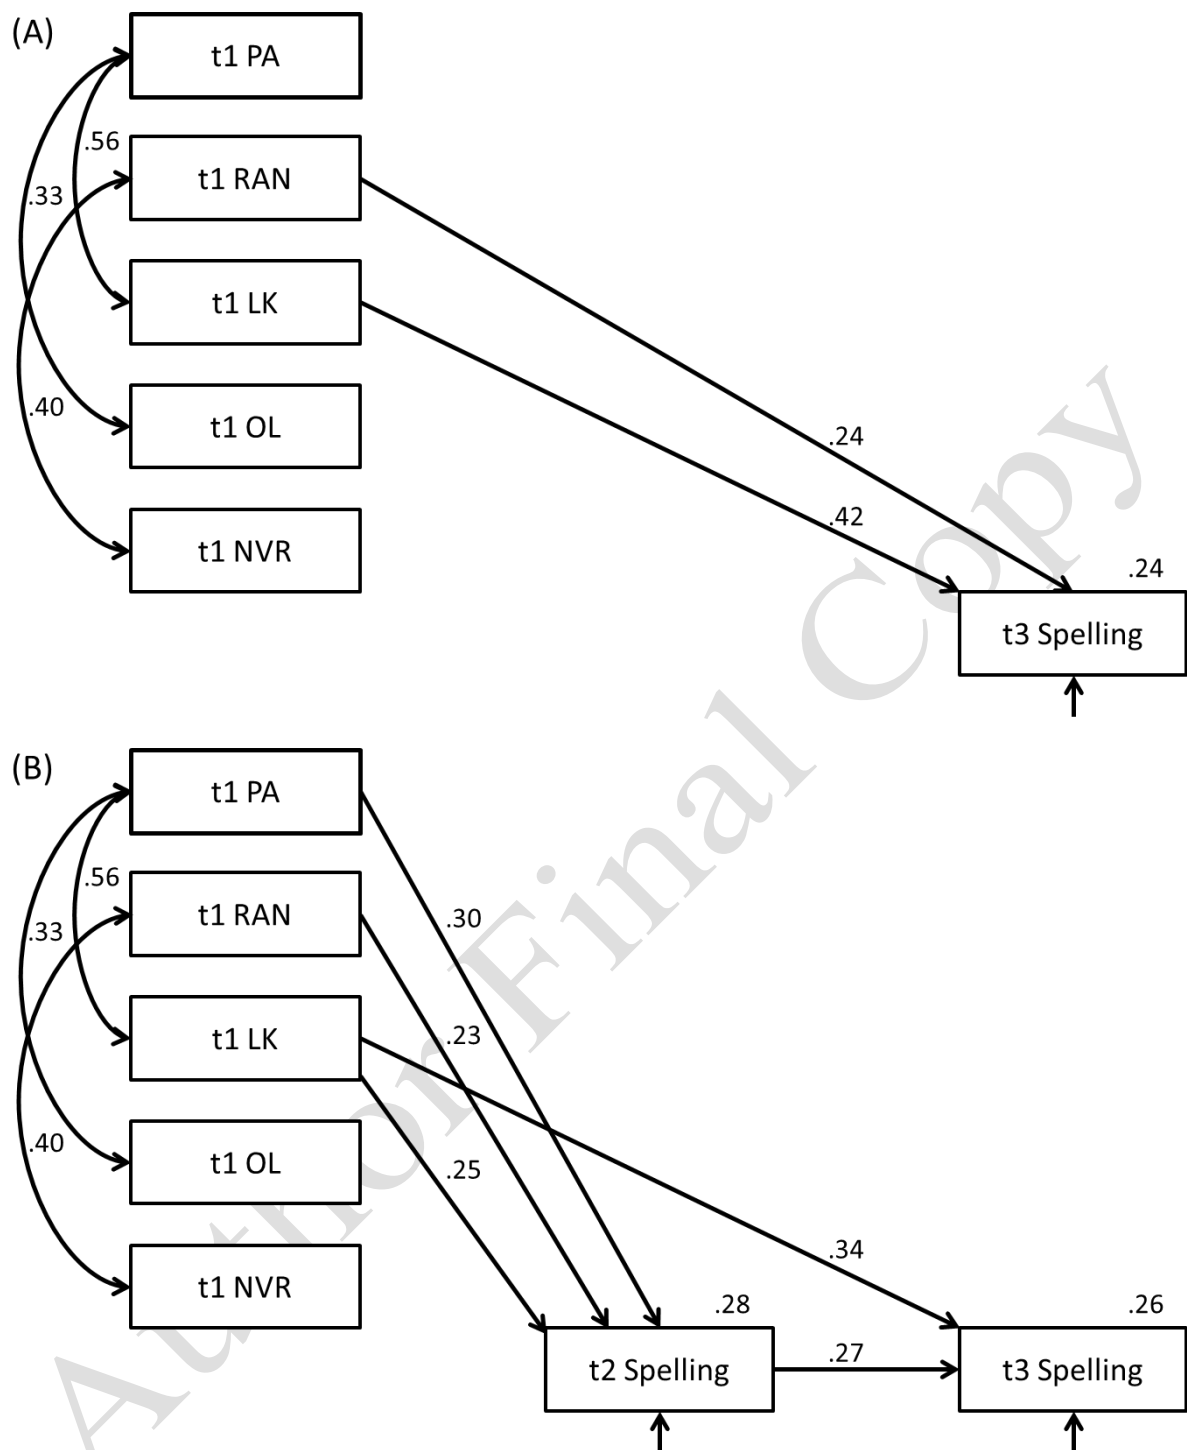 (A)
t1 PA
.56
t1 RAN
.33
t1 LK
.40
t1 OL
.24
t1 NVR
.42
.24
t3 Spelling
(B)
t1 PA
.56
t1 RAN
.33
.30
t1 LK
.23
.40
t1 OL
.25
t1 NVR
.34
.28
.26
t2 Spelling
.27
t3 Spelling
Author Final Copy